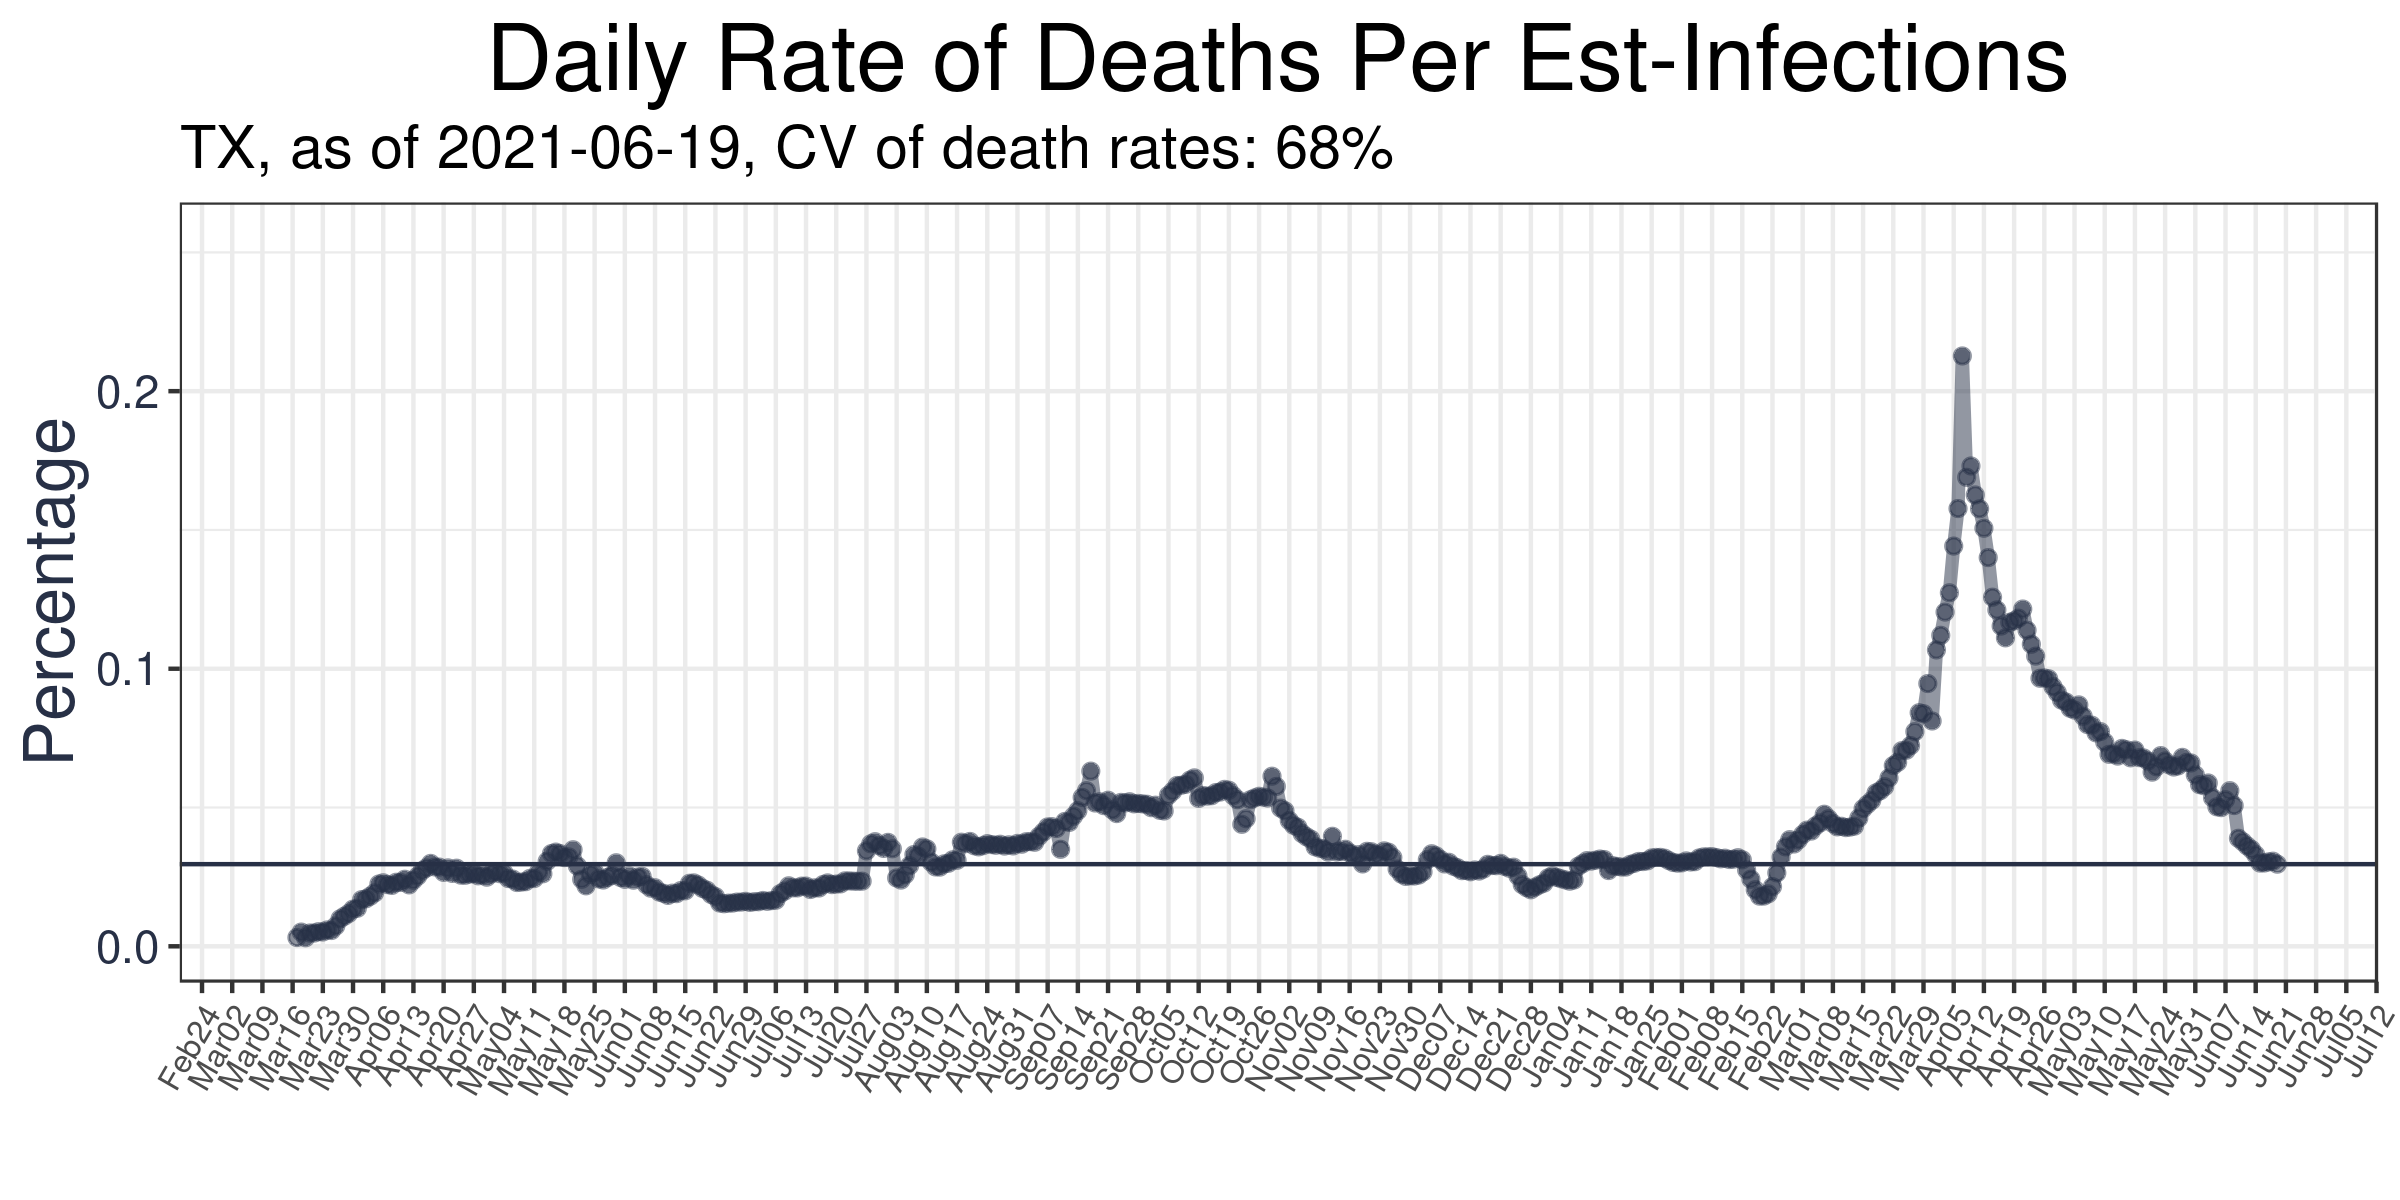 Daily Rate of Deaths Per Est-Infections
TX, as of 2021-06-19, CV of death rates: 68%
Percentage
0.2
0.1
0.0
Feb24
Mar02
Mar09
Mar16
Mar23
Mar30
Apr06
Apr13
Apr20
Apr27
May04
May11
May18
May25
Jun01
Jun08
Jun15
Jun22
Jun29
Jul06
Jul13
Jul20
Jul27
Aug03
Aug10
Aug17
Aug24
Aug31
Sep07
Sep14
Sep21
Sep28
Oct05
Oct12
Oct19
Oct26
Nov02
Nov09
Nov16
Nov23
Nov30
Dec07
Dec14
Dec21
Dec28
Jan04
Jan11
Jan18
Jan25
Feb01
Feb08
Feb15
Feb22
Mar01
Mar08
Mar15
Mar22
Mar29
Apr05
Apr12
Apr19
Apr26
May03
May10
May17
May24
May31
Jun07
Jun14
Jun21
Jun28
Jul05
Jul12